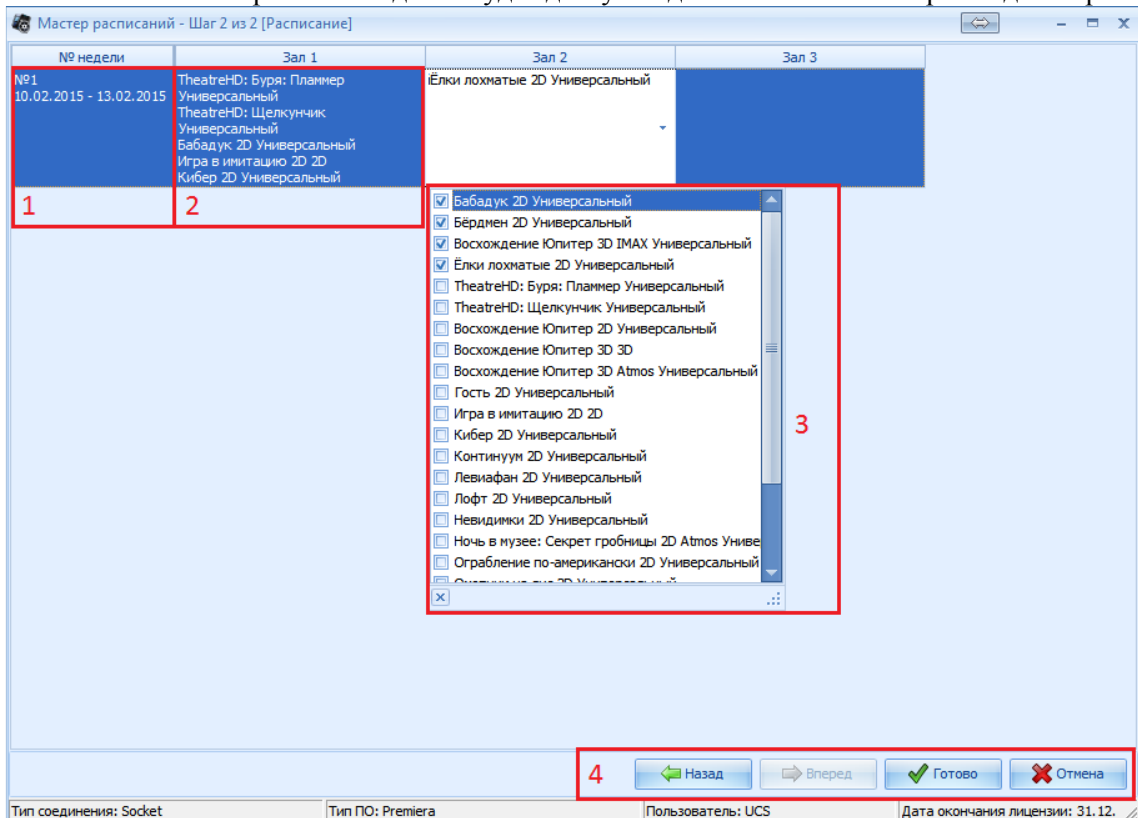 Мастер расписаний - Шаг 2 из 2 [Расписание]
№ недели Зал 1 Зал 2 Зал 3
№1
10.02.2015 - 13.02.2015
TheatreHD: Буря: Пламмер
Универсальный
TheatreHD: Щелкунчик
Универсальный
Бабадук 2D Универсальный
Игра в имитацию 2D 2D
Кибер 2D Универсальный
Ёлки лохматые 2D Универсальный
1
2
Бабадук 2D Универсальный
Бёрдмен 2D Универсальный
Восхождение Юпитер 3D IMAX Универсальный
Ёлки лохматые 2D Универсальный
TheatreHD: Буря: Пламмер Универсальный
TheatreHD: Щелкунчик Универсальный
Восхождение Юпитер 2D Универсальный
Восхождение Юпитер 3D 3D
Восхождение Юпитер 3D Atmos Универсальный
Гость 2D Универсальный
Игра в имитацию 2D 2D
Кибер 2D Универсальный
Континуум 2D Универсальный
Левиафан 2D Универсальный
Лофт 2D Универсальный
Невидимки 2D Универсальный
Ночь в музее: Секрет гробницы 2D Atmos Униве
Ограбление по-американски 2D Универсальный
3
4
Назад Вперед Готово Отмена
Тип соединения: Socket Тип ПО: Premiera Пользователь: UCS Дата окончания лицензии: 31.12.